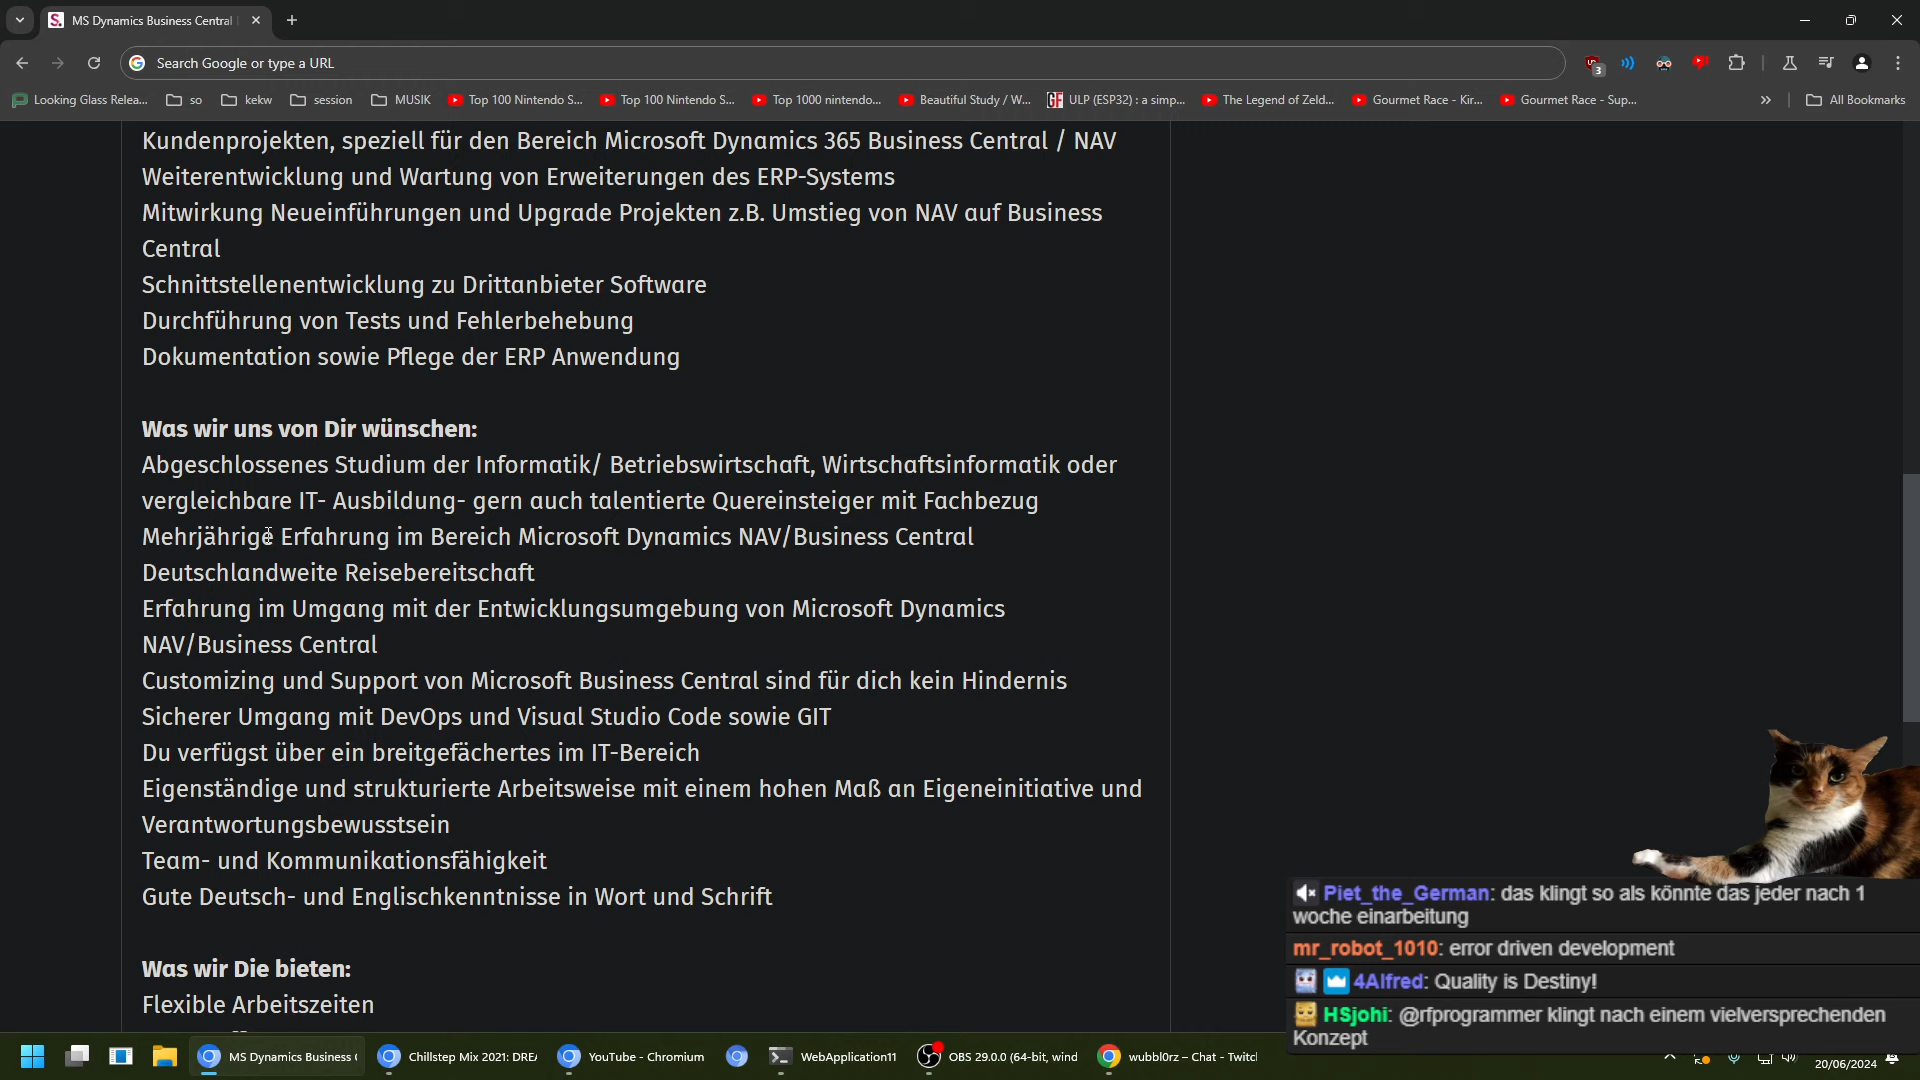 MS Dynamics Business Central
Search Google or type a URL
3
Looking Glass Relea...
so
kekw
session
MUSIK
Top 100 Nintendo S...
Top 100 Nintendo S...
Top 1000 nintendo...
Beautiful Study / W...
GF
ULP (ESP32) : a simp...
The Legend of Zeld...
Gourmet Race - Kir...
Gourmet Race - Sup...
All Bookmarks
Kundenprojekten, speziell für den Bereich Microsoft Dynamics 365 Business Central / NAV
Weiterentwicklung und Wartung von Erweiterungen des ERP-Systems
Mitwirkung Neueinführungen und Upgrade Projekten z.B. Umstieg von NAV auf Business
Central
Schnittstellenentwicklung zu Drittanbieter Software
Durchführung von Tests und Fehlerbehebung
Dokumentation sowie Pflege der ERP Anwendung
Was wir uns von Dir wünschen:
Abgeschlossenes Studium der Informatik/ Betriebswirtschaft, Wirtschaftsinformatik oder
vergleichbare IT- Ausbildung- gern auch talentierte Quereinsteiger mit Fachbezug
Mehrjährige Erfahrung im Bereich Microsoft Dynamics NAV/Business Central
Deutschlandweite Reisebereitschaft
Erfahrung im Umgang mit der Entwicklungsumgebung von Microsoft Dynamics
NAV/Business Central
Customizing und Support von Microsoft Business Central sind für dich kein Hindernis
Sicherer Umgang mit DevOps und Visual Studio Code sowie GIT
Du verfügst über ein breitgefächertes im IT-Bereich
Eigenständige und strukturierte Arbeitsweise mit einem hohen Maß an Eigeninitiative und
Verantwortungsbewusstsein
Team- und Kommunikationsfähigkeit
Gute Deutsch- und Englischkenntnisse in Wort und Schrift
Was wir Die bieten:
Flexible Arbeitszeiten
Piet_the_German: das klingt so als könnte das jeder nach 1
woche einarbeitung
mr_robot_1010: error driven development
4Alfred: Quality is Destiny!
HSjohi: @rfprogrammer klingt nach einem vielversprechenden
Konzept
MS Dynamics Business C
Chillstep Mix 2021: DREA
YouTube - Chromium
WebApplication11
OBS 29.0.0 (64-bit, wind
wubbl0rz – Chat - Twitch
20/06/2024